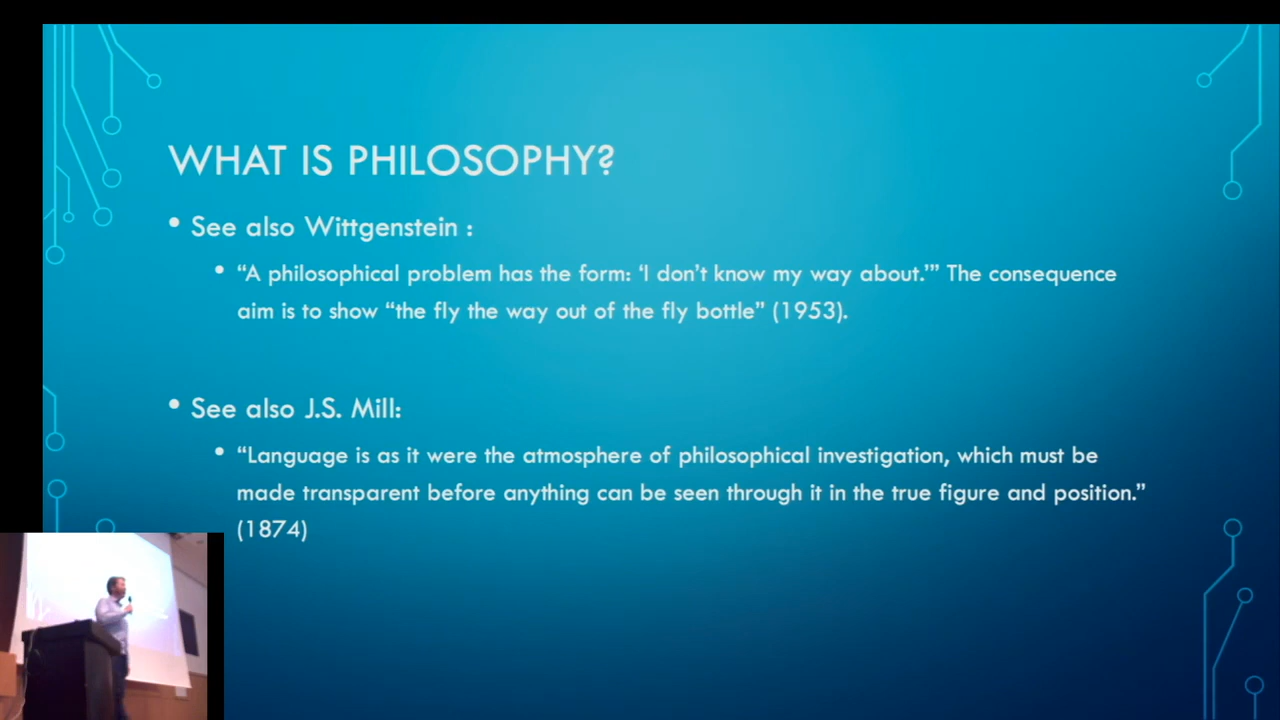 WHAT IS PHILOSOPHY?
• See also Wittgenstein :
• “A philosophical problem has the form: ‘I don’t know my way about.’” The consequence
aim is to show “the fly the way out of the fly bottle” (1953).
• See also J.S. Mill:
• “Language is as it were the atmosphere of philosophical investigation, which must be
made transparent before anything can be seen through it in the true figure and position.”
(1874)